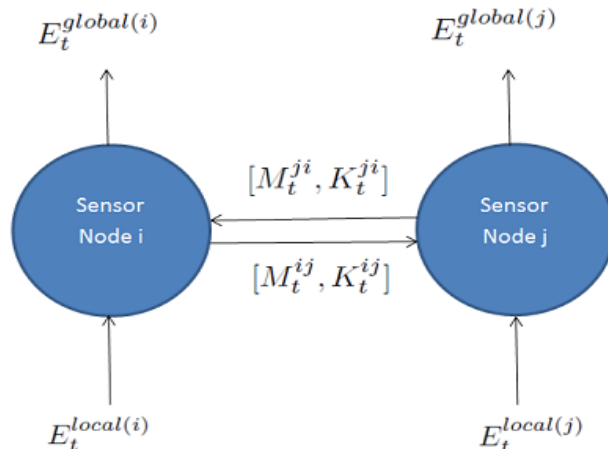 $E_t^{global(i)}$
$E_t^{global(j)}$
$[M_t^{ji}, K_t^{ji}]$
Sensor
Node i
Sensor
Node j
$[M_t^{ij}, K_t^{ij}]$
$E_t^{local(i)}$
$E_t^{local(j)}$